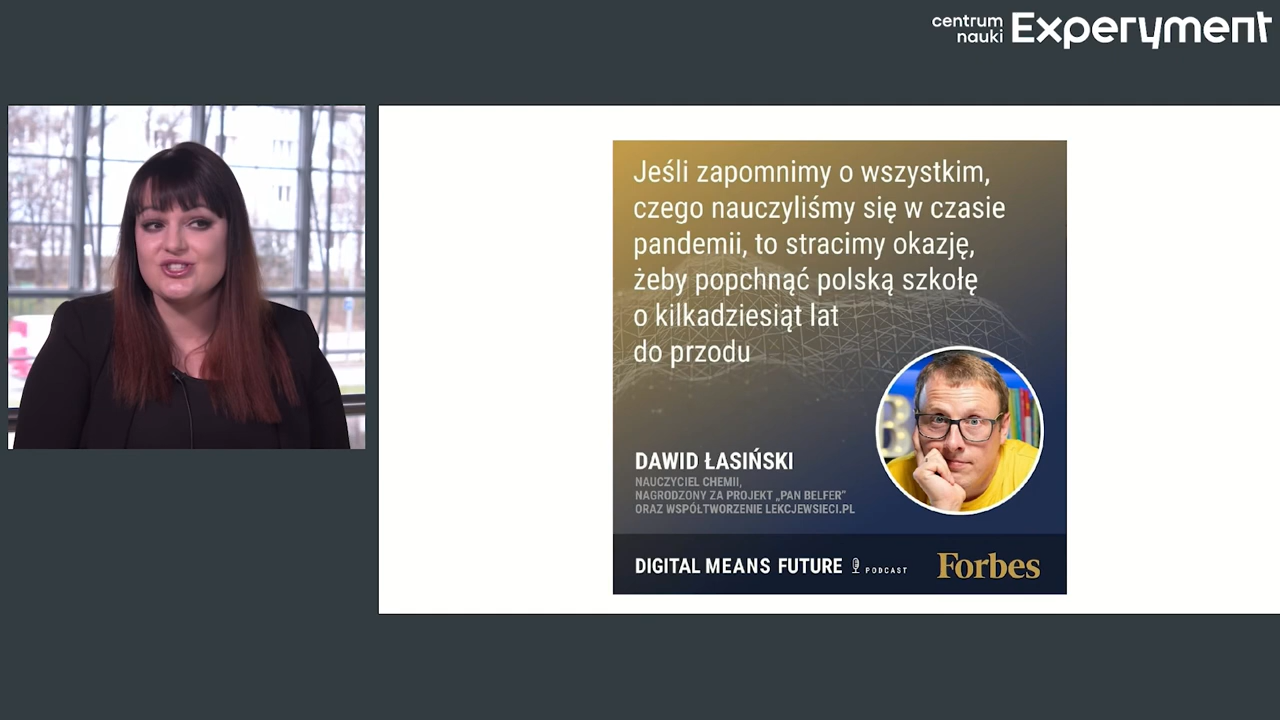 centrum
nauki
Experyment
Jeśli zapomnimy o wszystkim,
czego nauczyliśmy się w czasie
pandemii, to stracimy okazję,
żeby popchnąć polską szkołę
o kilkadziesiąt lat
do przodu
DAWID ŁASIŃSKI
NAUCZYCIEL CHEMII,
NAGRODZONY ZA PROJEKT „PAN BELFER”
ORAZ WSPÓŁTWORZENIE LEKCJEWSIECI.PL
DIGITAL MEANS FUTURE PODCAST
Forbes